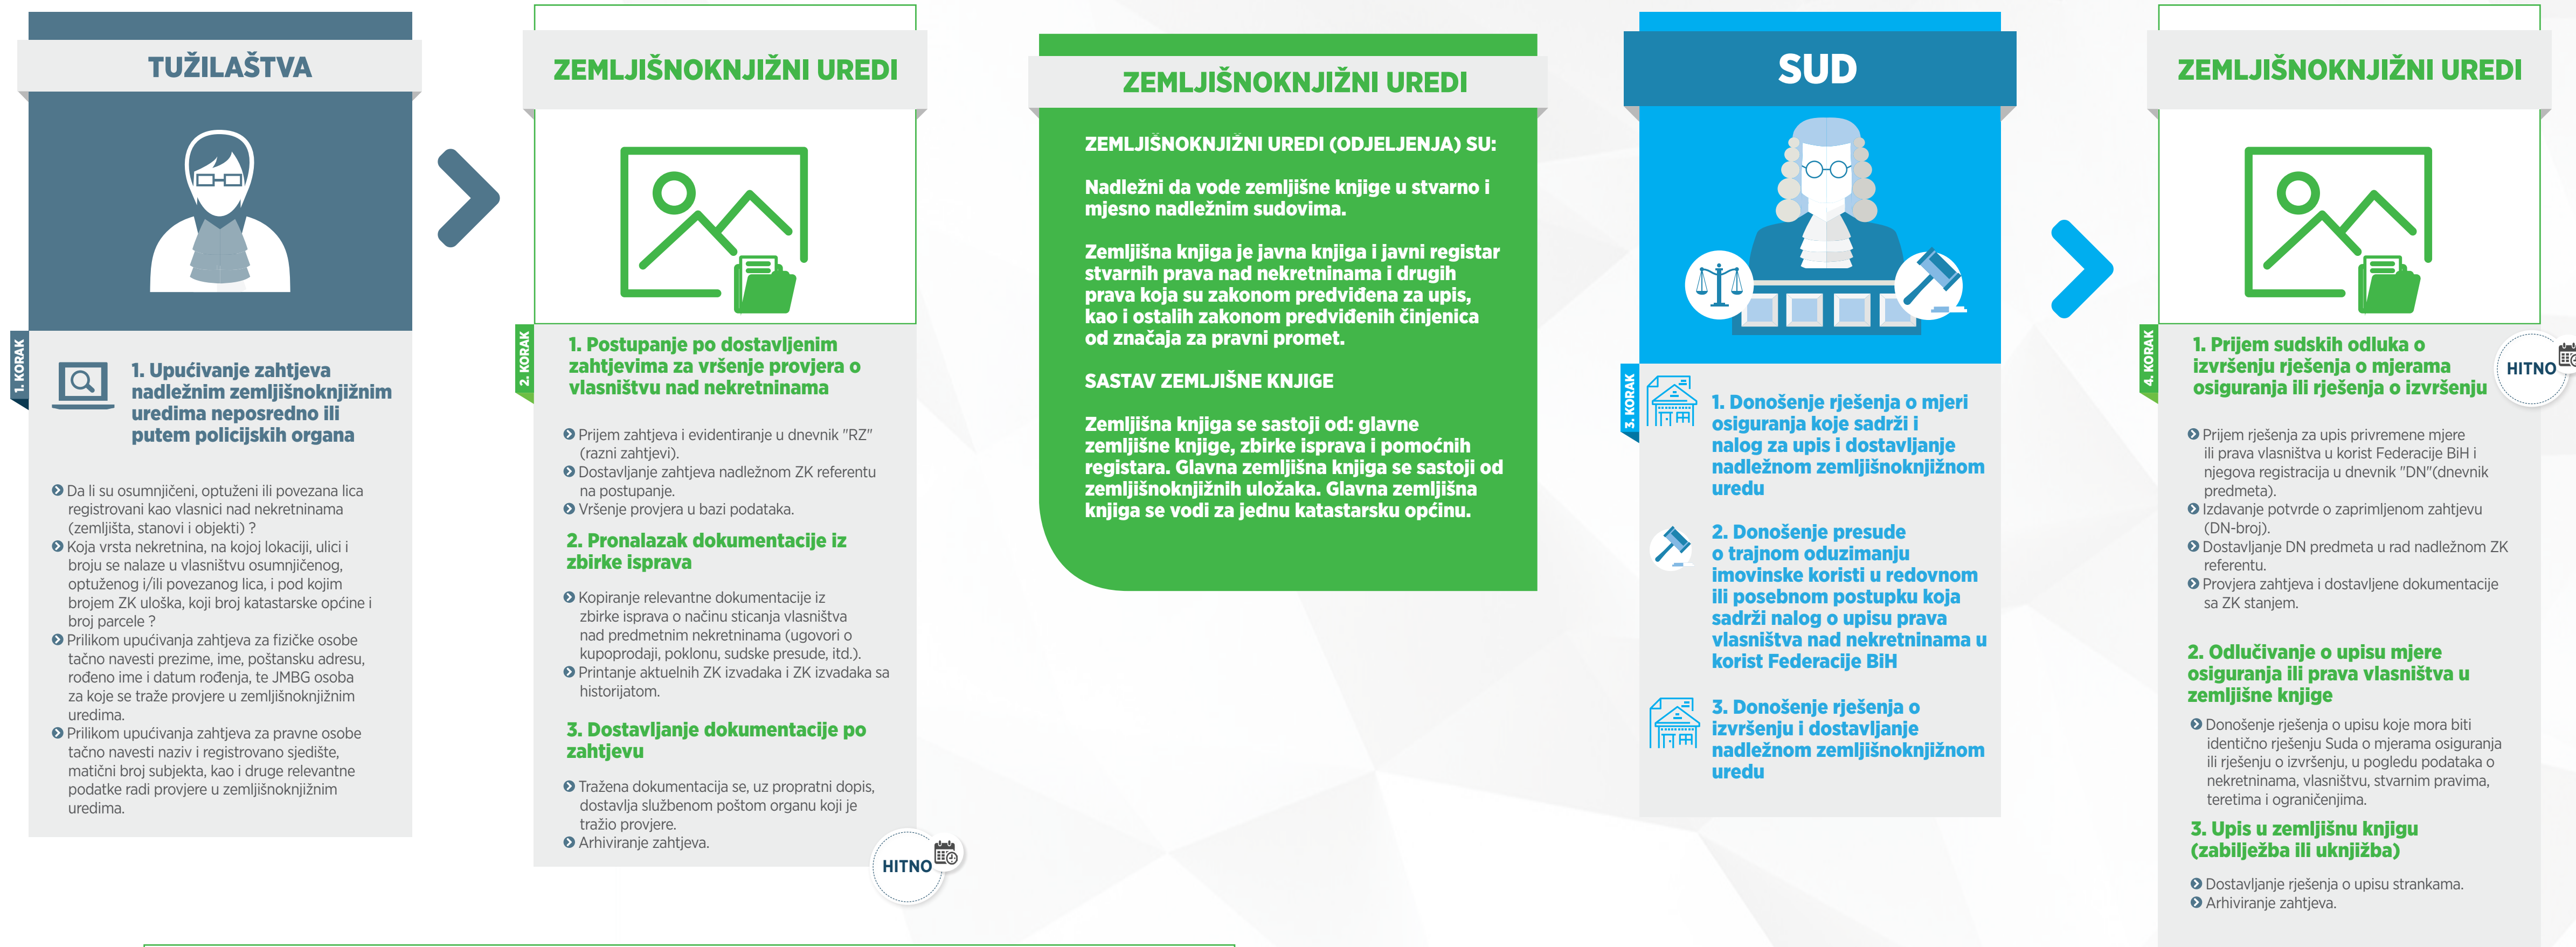 TUŽILAŠTVA
1. KORAK
1. Upućivanje zahtjeva
nadležnim zemljišnoknjižnim
uredima neposredno ili
putem policijskih organa
Da li su osumnjičeni, optuženi ili povezana lica
registrovani kao vlasnici nad nekretninama
(zemljišta, stanovi i objekti) ?
Koja vrsta nekretnina, na kojoj lokaciji, ulici i
broju se nalaze u vlasništvu osumnjičenog,
optuženog i/ili povezanog lica, i pod kojim
brojem ZK uloška, koji broj katastarske općine i
broj parcele ?
Prilikom upućivanja zahtjeva za fizičke osobe
tačno navesti prezime, ime, poštansku adresu,
rođeno ime i datum rođenja, te JMBG osoba
za koje se traže provjere u zemljišnoknjižnim
uredima.
Prilikom upućivanja zahtjeva za pravne osobe
tačno navesti naziv i registrovano sjedište,
matični broj subjekta, kao i druge relevantne
podatke radi provjere u zemljišnoknjižnim
uredima.
ZEMLJIŠNOKNJIŽNI UREDI
2. KORAK
1. Postupanje po dostavljenim
zahtjevima za vršenje provjera o
vlasništvu nad nekretninama
Prijem zahtjeva i evidentiranje u dnevnik "RZ"
(razni zahtjevi).
Dostavljanje zahtjeva nadležnom ZK referentu
na postupanje.
Vršenje provjera u bazi podataka.
2. Pronalazak dokumentacije iz
zbirke isprava
Kopiranje relevantne dokumentacije iz
zbirke isprava o načinu sticanja vlasništva
nad predmetnim nekretninama (ugovori o
kupoprodaji, poklonu, sudske presude, itd.).
Printanje aktuelnih ZK izvadaka i ZK izvadaka sa
historijatom.
3. Dostavljanje dokumentacije po
zahtjevu
Tražena dokumentacija se, uz propratni dopis,
dostavlja službenom poštom organu koji je
tražio provjere.
Arhiviranje zahtjeva.
HITNO
ZEMLJIŠNOKNJIŽNI UREDI
ZEMLJIŠNOKNJIŽNI UREDI (ODJELJENJA) SU:
Nadležni da vode zemljišne knjige u stvarno i
mjesno nadležnim sudovima.
Zemljišna knjiga je javna knjiga i javni registar
stvarnih prava nad nekretninama i drugih
prava koja su zakonom predviđena za upis,
kao i ostalih zakonom predviđenih činjenica
od značaja za pravni promet.
SASTAV ZEMLJIŠNE KNJIGE
Zemljišna knjiga se sastoji od: glavne
zemljišne knjige, zbirke isprava i pomoćnih
registara. Glavna zemljišna knjiga se sastoji od
zemljišnoknjižnih uložaka. Glavna zemljišna
knjiga se vodi za jednu katastarsku općinu.
SUD
3. KORAK
1. Donošenje rješenja o mjeri
osiguranja koje sadrži i
nalog za upis i dostavljanje
nadležnom zemljišnoknjižnom
uredu
2. Donošenje presude
o trajnom oduzimanju
imovinske koristi u redovnom
ili posebnom postupku koja
sadrži nalog o upisu prava
vlasništva nad nekretninama u
korist Federacije BiH
3. Donošenje rješenja o
izvršenju i dostavljanje
nadležnom zemljišnoknjižnom
uredu
ZEMLJIŠNOKNJIŽNI UREDI
4. KORAK
1. Prijem sudskih odluka o
izvršenju rješenja o mjerama
osiguranja ili rješenja o izvršenju
HITNO
Prijem rješenja za upis privremene mjere
ili prava vlasništva u korist Federacije BiH i
njegova registracija u dnevnik "DN"(dnevnik
predmeta).
Izdavanje potvrde o zaprimljenom zahtjevu
(DN-broj).
Dostavljanje DN predmeta u rad nadležnom ZK
referentu.
Provjera zahtjeva i dostavljene dokumentacije
sa ZK stanjem.
2. Odlučivanje o upisu mjere
osiguranja ili prava vlasništva u
zemljišne knjige
Donošenje rješenja o upisu koje mora biti
identično rješenju Suda o mjerama osiguranja
ili rješenju o izvršenju, u pogledu podataka o
nekretninama, vlasništvu, stvarnim pravima,
teretima i ograničenjima.
3. Upis u zemljišnu knjigu
(zabilježba ili uknjižba)
Dostavljanje rješenja o upisu strankama.
Arhiviranje zahtjeva.